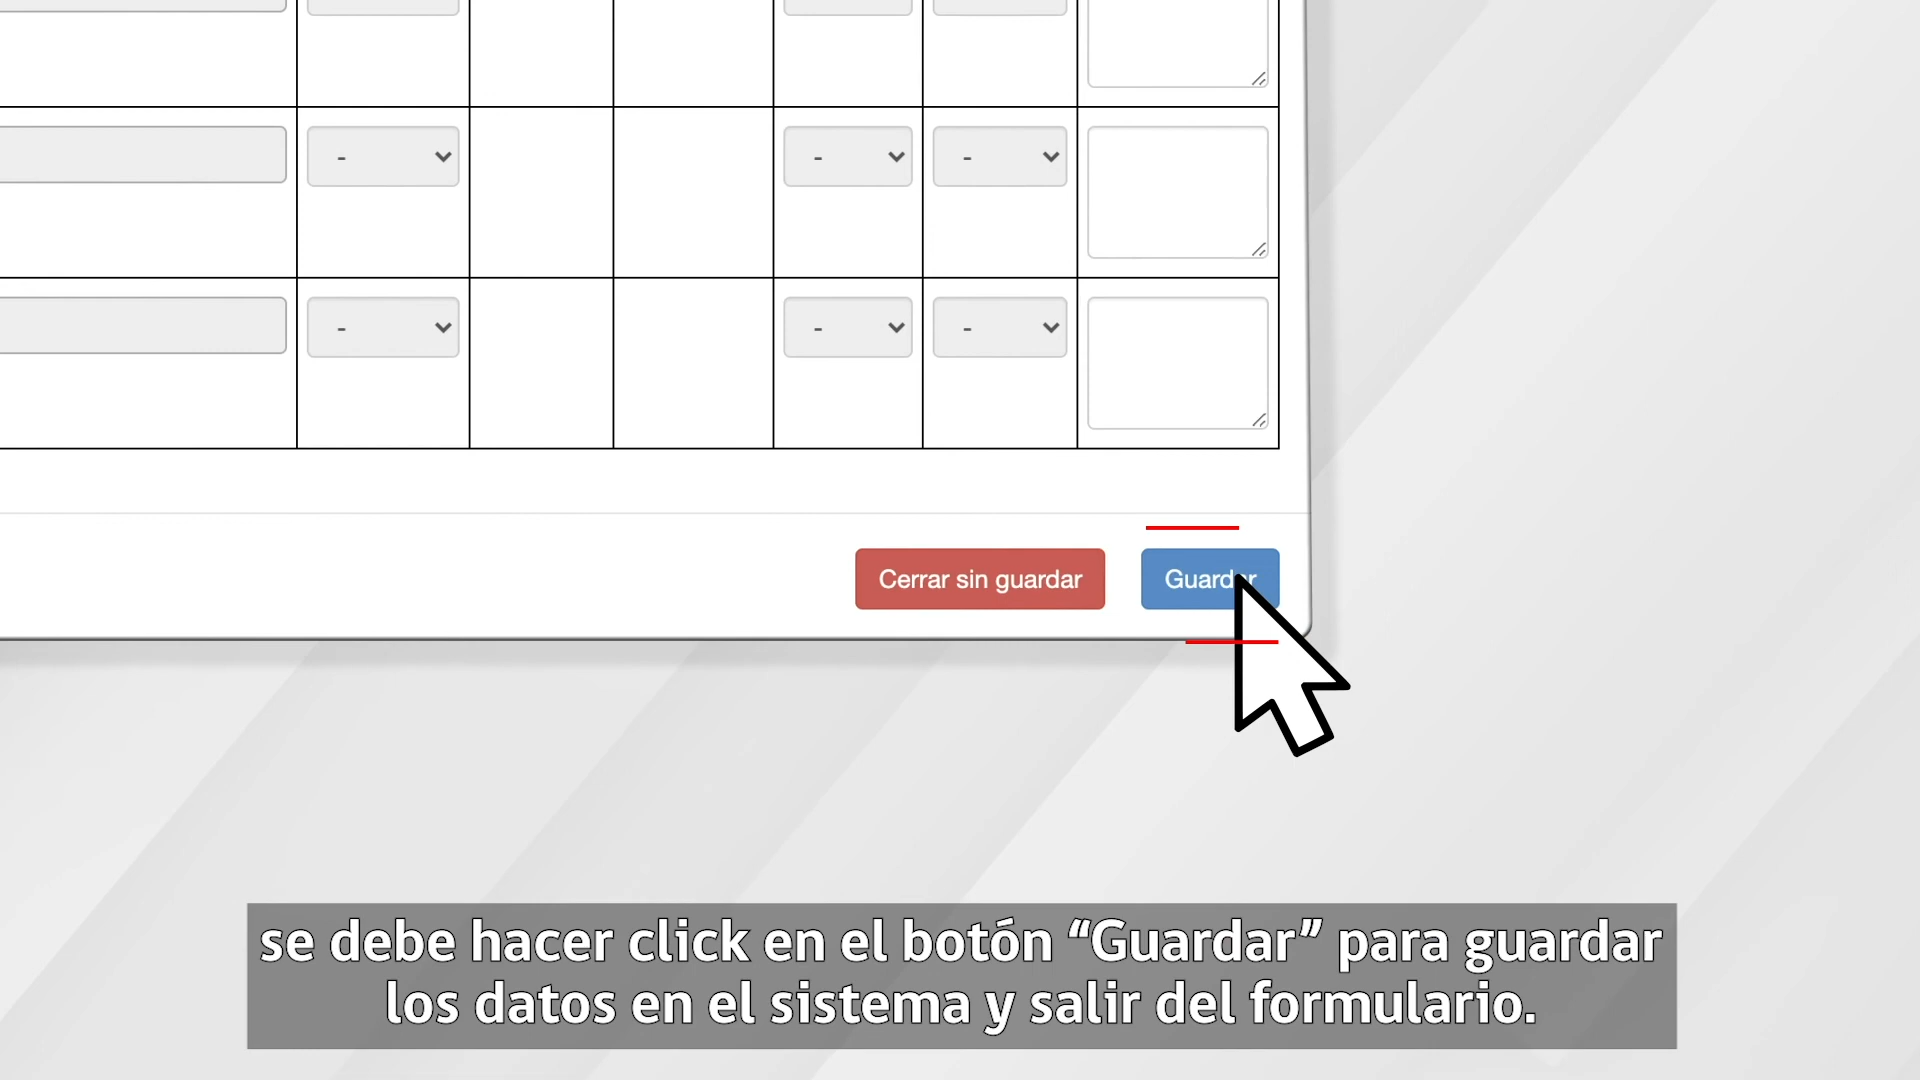 -
-
-
-
-
-
Cerrar sin guardar
Guardar
se debe hacer click en el botón “Guardar” para guardar
los datos en el sistema y salir del formulario.